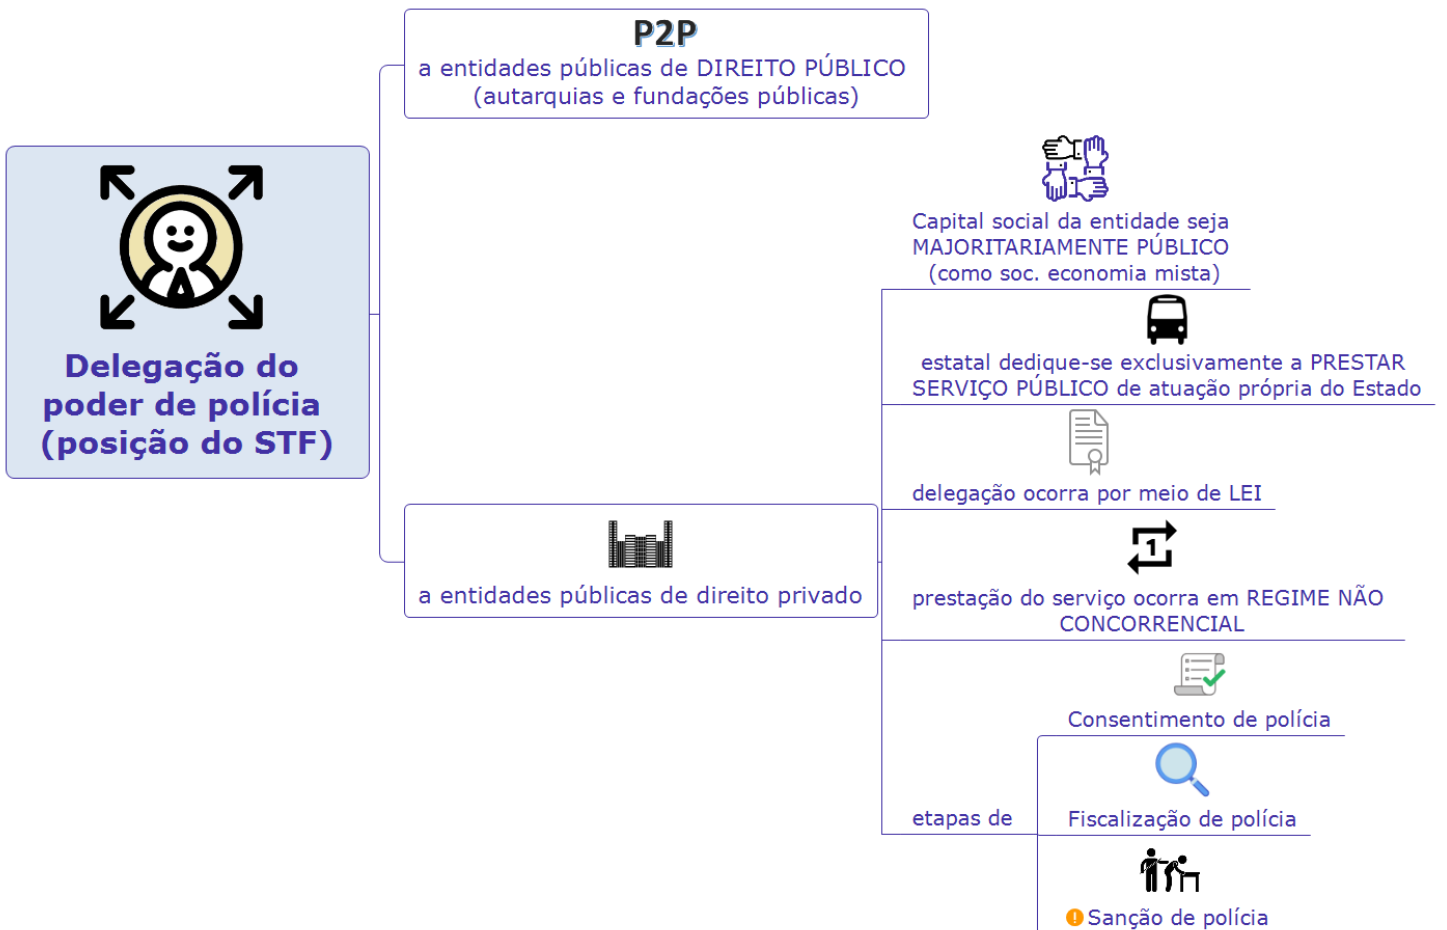 P2P
a entidades públicas de DIREITO PÚBLICO
(autarquias e fundações públicas)
Delegação do
poder de polícia
(posição do STF)
Capital social da entidade seja
MAJORITARIAMENTE PÚBLICO
(como soc. economia mista)
estatal dedique-se exclusivamente a PRESTAR
SERVIÇO PÚBLICO de atuação própria do Estado
delegação ocorra por meio de LEI
a entidades públicas de direito privado
1
prestação do serviço ocorra em REGIME NÃO
CONCORRENCIAL
etapas de
Consentimento de polícia
Fiscalização de polícia
! Sanção de polícia